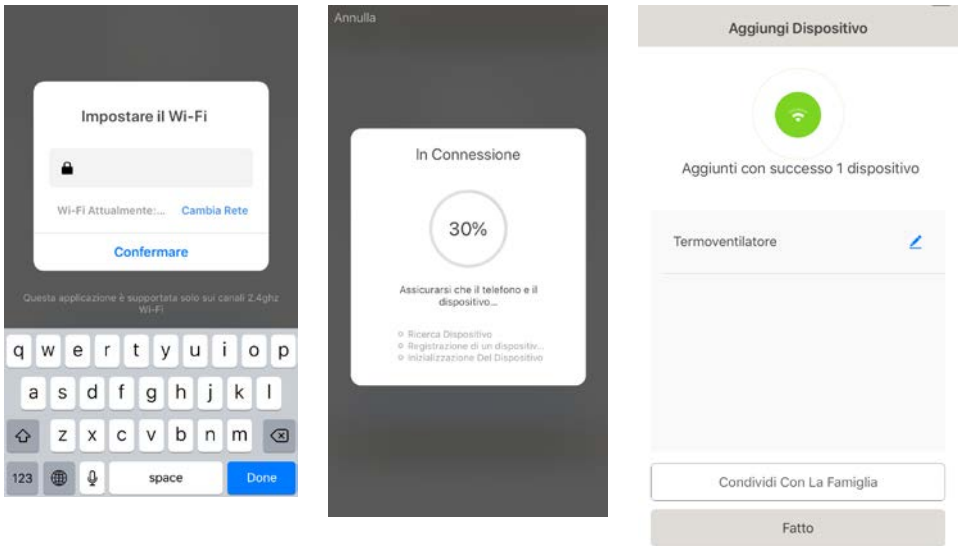 Impostare il Wi-Fi
Wi-Fi Attualmente:... Cambia Rete
Confermare
Questa applicazione è supportata solo sui canali 2.4ghz
Wi-Fi
q w e r t y u i o p
a s d f g h j k l
z x c v b n m
123 space Done
Annulla
In Connessione
30%
Assicurarsi che il telefono e il
dispositivo...
Ricerca Dispositivo
Registrazione di un dispositiv...
Inizializzazione Del Dispositivo
Aggiungi Dispositivo
Aggiunti con successo 1 dispositivo
Termoventilatore
Condividi Con La Famiglia
Fatto